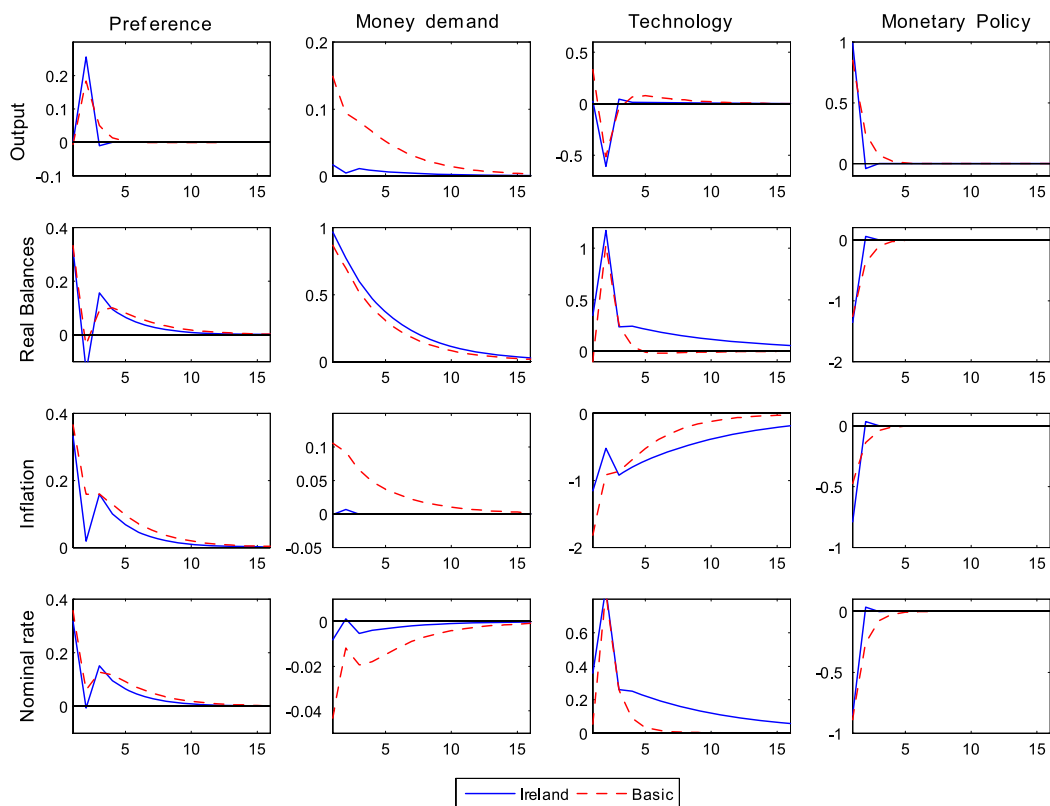 Preference Money demand Technology Monetary Policy
Output
0.2
0.1
0
-0.1
5 10 15
0.2
0.1
0
5 10 15
0.5
0
-0.5
5 10 15
1
0.5
0
5 10 15
Real Balances
0.4
0.2
0
5 10 15
1
0.5
0
5 10 15
1
0.5
0
5 10 15
0
-1
-2
5 10 15
Inflation
0.4
0.2
0
5 10 15
0.1
0.05
0
-0.05
5 10 15
0
-1
-2
5 10 15
0
-0.5
-1
5 10 15
Nominal rate
0.4
0.2
0
5 10 15
0
-0.02
-0.04
5 10 15
0.6
0.4
0.2
0
5 10 15
0
-0.5
-1
5 10 15
Ireland Basic